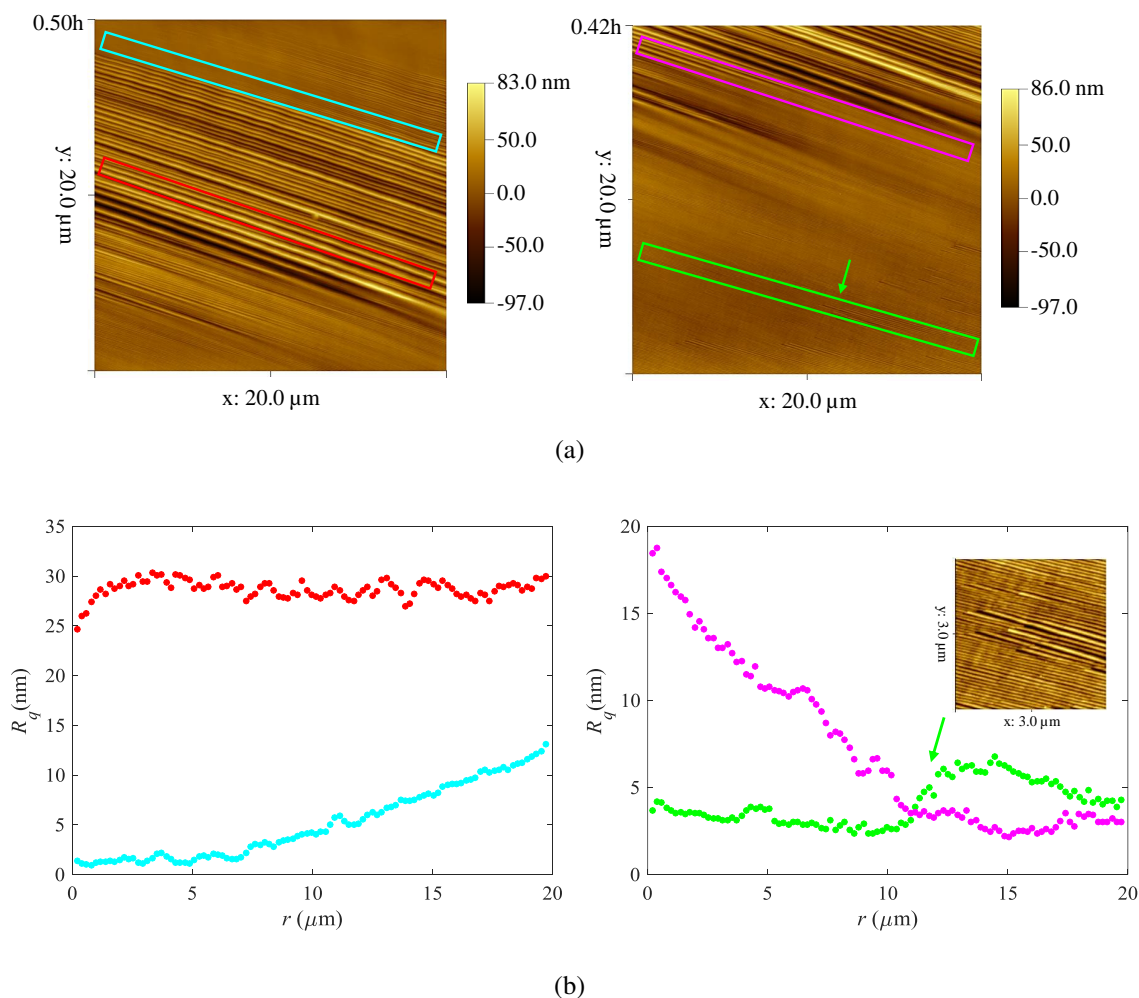 0.50h
83.0 nm
50.0
0.0
-50.0
-97.0
y: 20.0 µm
x: 20.0 µm
0.42h
86.0 nm
50.0
0.0
-50.0
-97.0
y: 20.0 µm
x: 20.0 µm
(a)
35
30
25
20
15
10
5
0
R_q (nm)
0 5 10 15 20
r (µm)
20
15
10
5
0
R_q (nm)
0 5 10 15 20
r (µm)
y: 3.0 µm
x: 3.0 µm
(b)